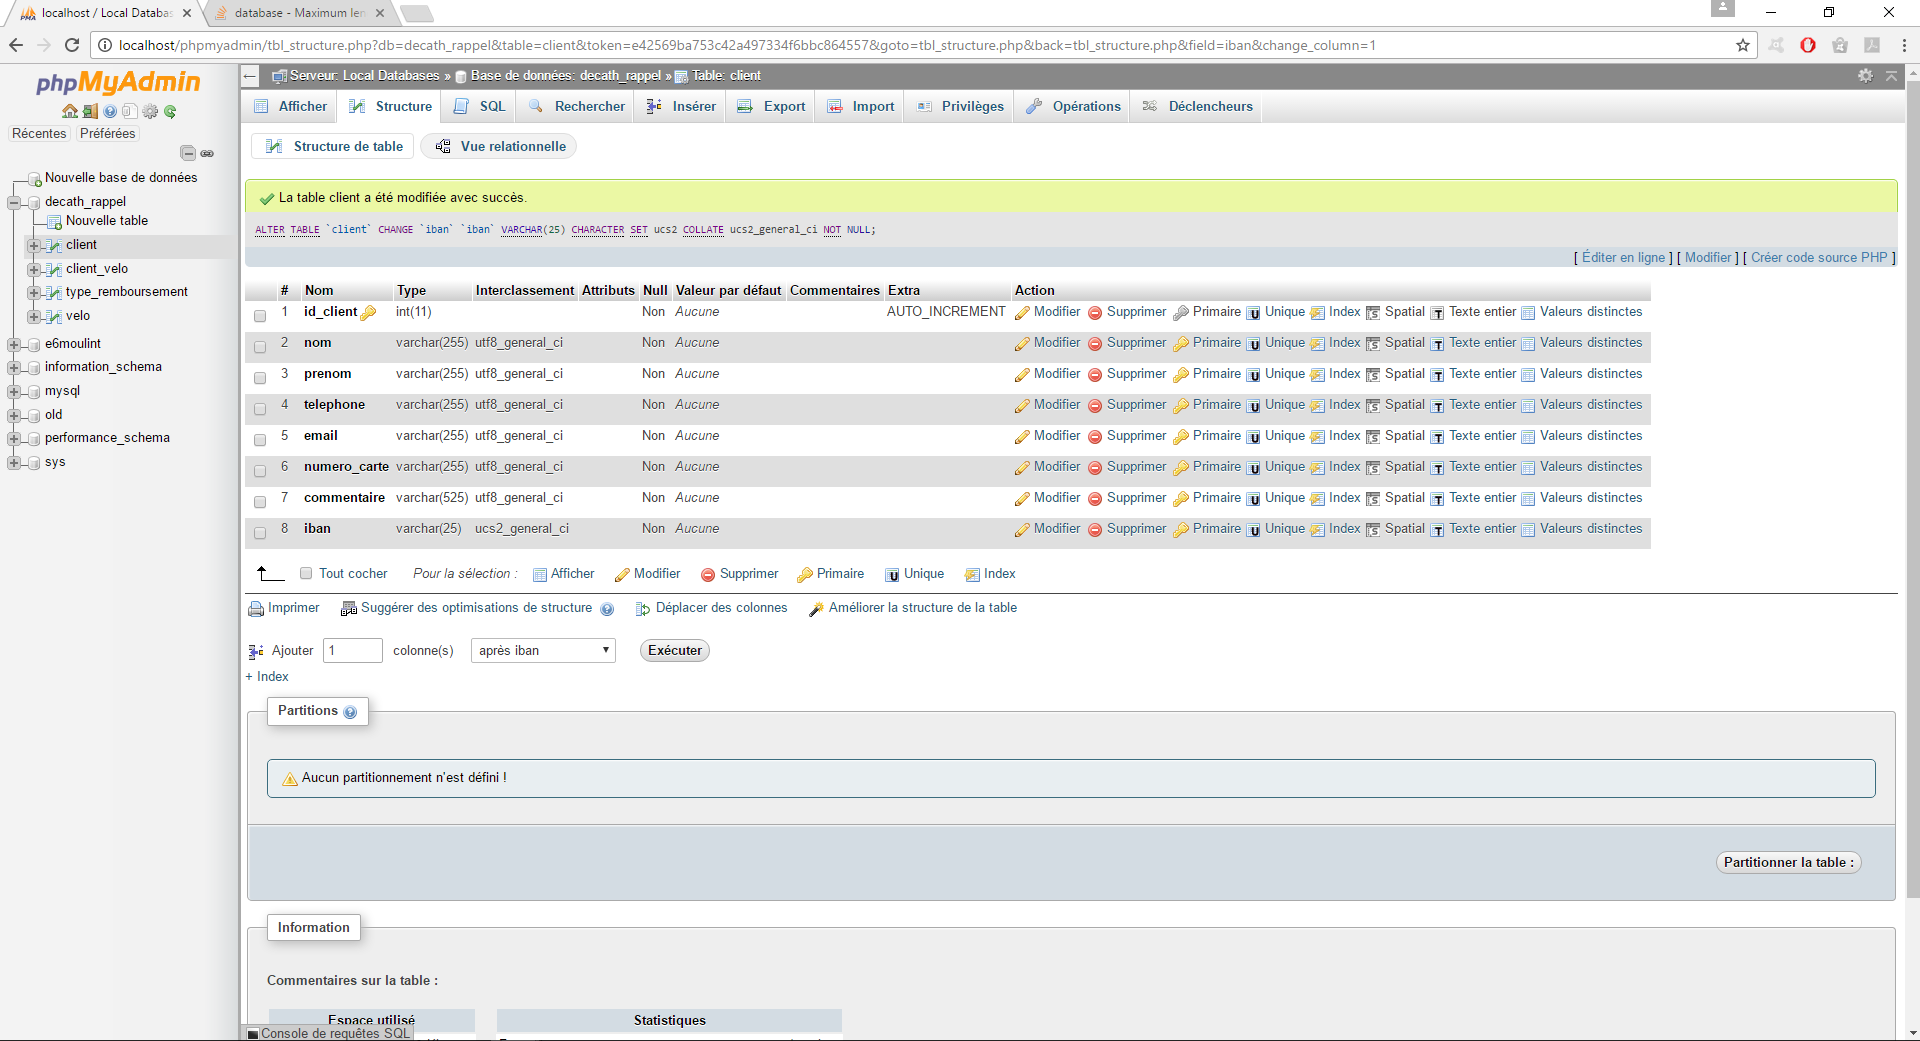 localhost / Local Databas
database - Maximum len
localhost/phpmyadmin/tbl_structure.php?db=decath_rappel&table=client&token=e42569ba753c42a497334f6bbc864557&goto=tbl_structure.php&back=tbl_structure.php&field=iban&change_column=1
phpMyAdmin
Récentes Préférées
Nouvelle base de données
decath_rappel
Nouvelle table
client
client_velo
type_remboursement
velo
e6moulint
information_schema
mysql
old
performance_schema
sys
Serveur: Local Databases » Base de données: decath_rappel » Table: client
Afficher Structure SQL Rechercher Insérer Export Import Privilèges Opérations Déclencheurs
Structure de table Vue relationnelle
La table client a été modifiée avec succès.
ALTER TABLE `client` CHANGE `iban` `iban` VARCHAR(25) CHARACTER SET ucs2 COLLATE ucs2_general_ci NOT NULL;
[ Éditer en ligne ] [ Modifier ] [ Créer code source PHP ]
# Nom Type Interclassement Attributs Null Valeur par défaut Commentaires Extra Action
1 id_client int(11) Non Aucune AUTO_INCREMENT Modifier Supprimer Primaire Unique Index Spatial Texte entier Valeurs distinctes
2 nom varchar(255) utf8_general_ci Non Aucune Modifier Supprimer Primaire Unique Index Spatial Texte entier Valeurs distinctes
3 prenom varchar(255) utf8_general_ci Non Aucune Modifier Supprimer Primaire Unique Index Spatial Texte entier Valeurs distinctes
4 telephone varchar(255) utf8_general_ci Non Aucune Modifier Supprimer Primaire Unique Index Spatial Texte entier Valeurs distinctes
5 email varchar(255) utf8_general_ci Non Aucune Modifier Supprimer Primaire Unique Index Spatial Texte entier Valeurs distinctes
6 numero_carte varchar(255) utf8_general_ci Non Aucune Modifier Supprimer Primaire Unique Index Spatial Texte entier Valeurs distinctes
7 commentaire varchar(525) utf8_general_ci Non Aucune Modifier Supprimer Primaire Unique Index Spatial Texte entier Valeurs distinctes
8 iban varchar(25) ucs2_general_ci Non Aucune Modifier Supprimer Primaire Unique Index Spatial Texte entier Valeurs distinctes
Tout cocher Pour la sélection : Afficher Modifier Supprimer Primaire Unique Index
Imprimer Suggérer des optimisations de structure Déplacer des colonnes Améliorer la structure de la table
Ajouter 1 colonne(s) après iban Exécuter
+ Index
Partitions
Aucun partitionnement n'est défini !
Partitionner la table :
Information
Commentaires sur la table :
Espace utilisé Statistiques
Console de requêtes SQL